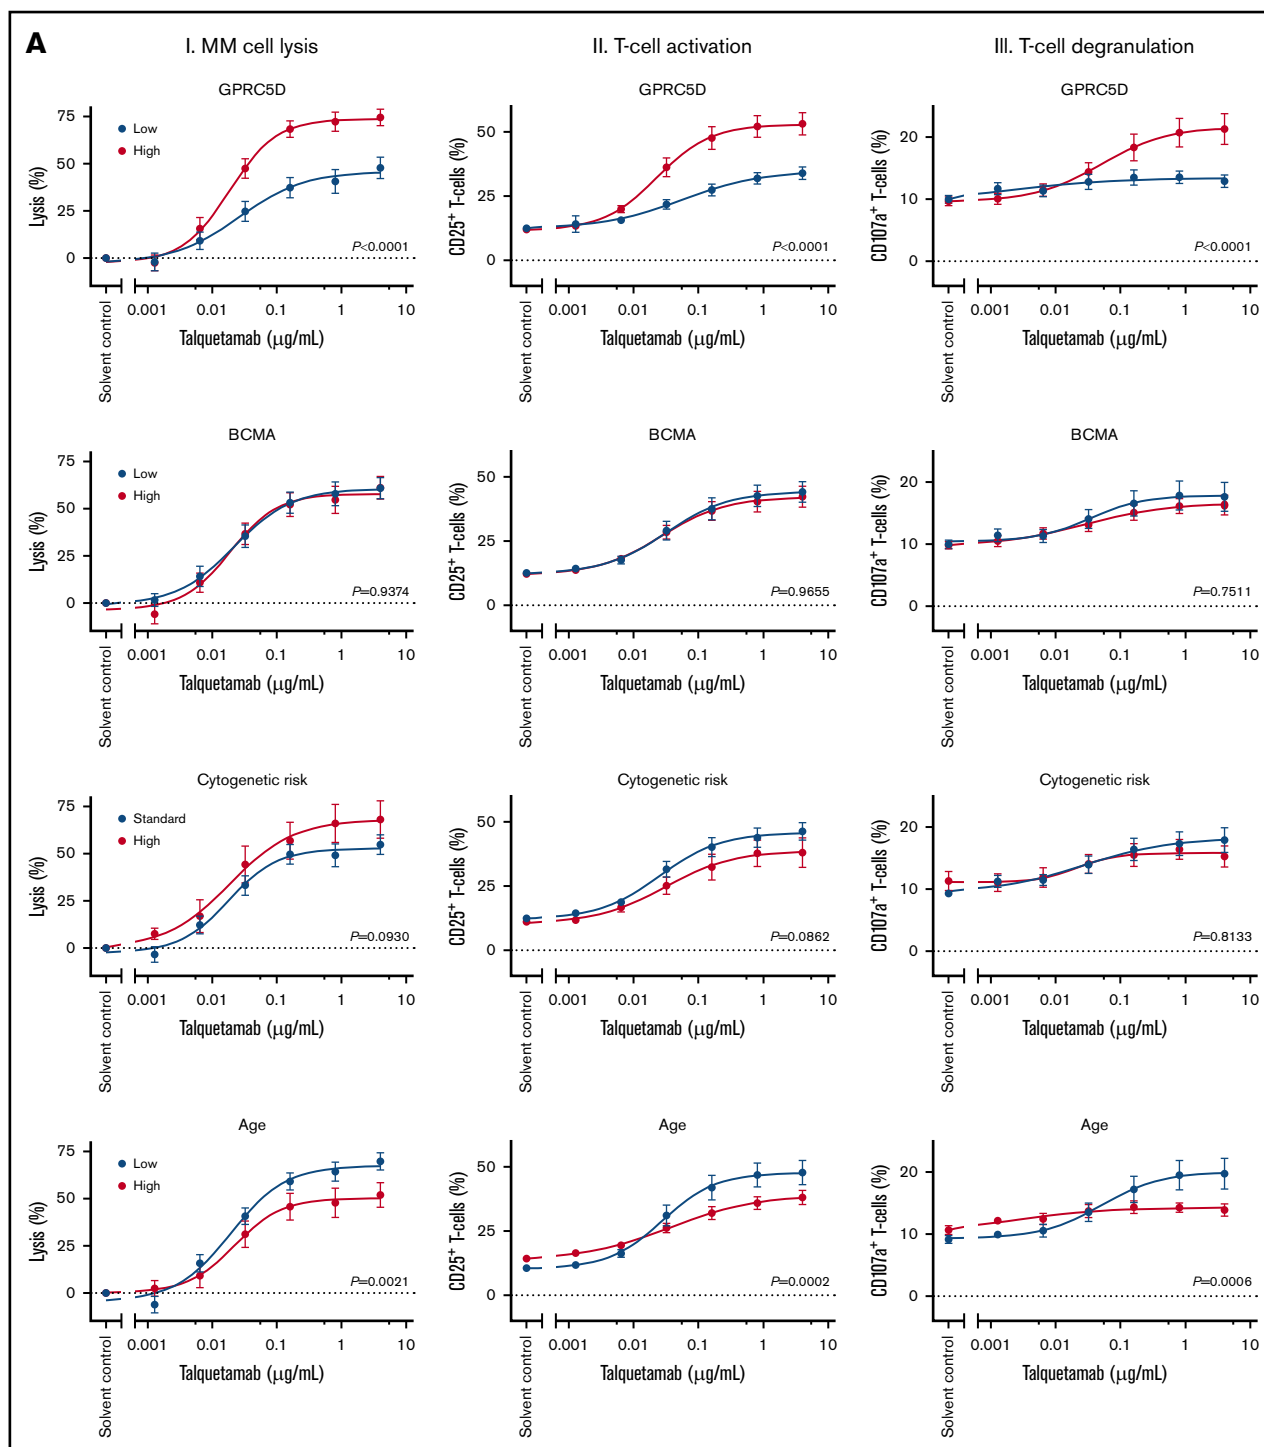 A
I. MM cell lysis
II. T-cell activation
III. T-cell degranulation
GPRC5D
75
50
25
0
Lysis (%)
Low
High
P<0.0001
Solvent control
0.001 0.01 0.1 1 10
Talquetamab (μg/mL)
GPRC5D
50
25
0
CD25+ T-cells (%)
P<0.0001
Solvent control
0.001 0.01 0.1 1 10
Talquetamab (μg/mL)
GPRC5D
20
10
0
CD107a+ T-cells (%)
P<0.0001
Solvent control
0.001 0.01 0.1 1 10
Talquetamab (μg/mL)
BCMA
75
50
25
0
Lysis (%)
Low
High
P=0.9374
Solvent control
0.001 0.01 0.1 1 10
Talquetamab (μg/mL)
BCMA
50
25
0
CD25+ T-cells (%)
P=0.9655
Solvent control
0.001 0.01 0.1 1 10
Talquetamab (μg/mL)
BCMA
20
10
0
CD107a+ T-cells (%)
P=0.7511
Solvent control
0.001 0.01 0.1 1 10
Talquetamab (μg/mL)
Cytogenetic risk
75
50
25
0
Lysis (%)
Standard
High
P=0.0930
Solvent control
0.001 0.01 0.1 1 10
Talquetamab (μg/mL)
Cytogenetic risk
50
25
0
CD25+ T-cells (%)
P=0.0862
Solvent control
0.001 0.01 0.1 1 10
Talquetamab (μg/mL)
Cytogenetic risk
20
10
0
CD107a+ T-cells (%)
P=0.8133
Solvent control
0.001 0.01 0.1 1 10
Talquetamab (μg/mL)
Age
75
50
25
0
Lysis (%)
Low
High
P=0.0021
Solvent control
0.001 0.01 0.1 1 10
Talquetamab (μg/mL)
Age
50
25
0
CD25+ T-cells (%)
P=0.0002
Solvent control
0.001 0.01 0.1 1 10
Talquetamab (μg/mL)
Age
20
10
0
CD107a+ T-cells (%)
P=0.0006
Solvent control
0.001 0.01 0.1 1 10
Talquetamab (μg/mL)